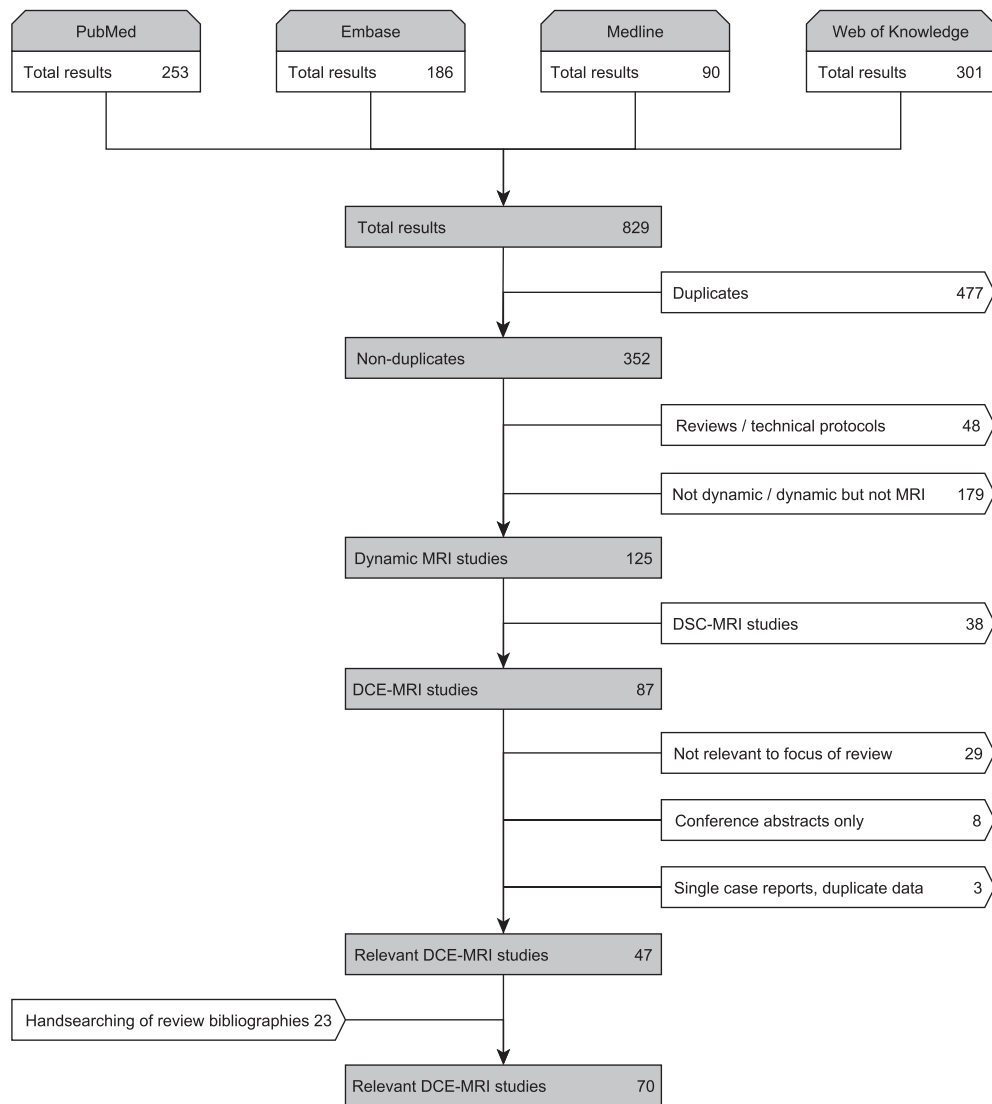 PubMed
Total results 253
Embase
Total results 186
Medline
Total results 90
Web of Knowledge
Total results 301
Total results 829
Duplicates 477
Non-duplicates 352
Reviews / technical protocols 48
Not dynamic / dynamic but not MRI 179
Dynamic MRI studies 125
DSC-MRI studies 38
DCE-MRI studies 87
Not relevant to focus of review 29
Conference abstracts only 8
Single case reports, duplicate data 3
Relevant DCE-MRI studies 47
Handsearching of review bibliographies 23
Relevant DCE-MRI studies 70